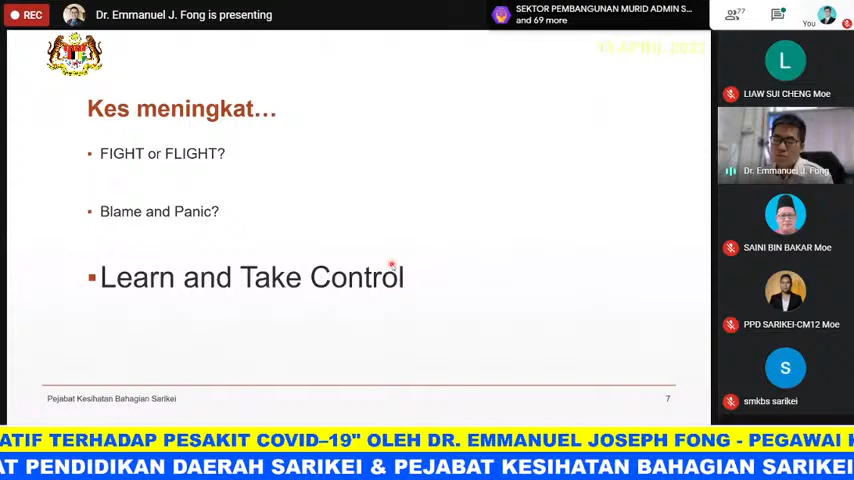 REC
Dr. Emmanuel J. Fong is presenting
SEKTOR PEMBANGUNAN MURID ADMIN S...
and 69 more
77
You
Kes meningkat...
FIGHT or FLIGHT?
Blame and Panic?
Learn and Take Control
Pejabat Kesihatan Bahagian Sarikei
7
L
LIAW SUI CHENG Moe
Dr. Emmanuel J. Fong
SAINI BIN BAKAR Moe
PPD SARIKEI-CM12 Moe
S
smkbs sarikei
ATIF TERHADAP PESAKIT COVID–19" OLEH DR. EMMANUEL JOSEPH FONG - PEGAWAI K
AT PENDIDIKAN DAERAH SARIKEI & PEJABAT KESIHATAN BAHAGIAN SARIKEI